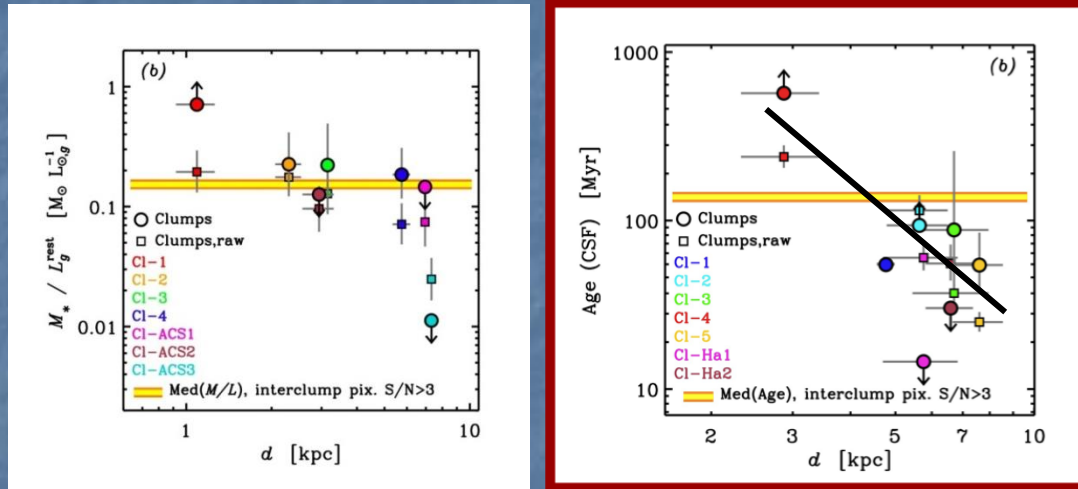 (b)
M* / L_g^rest [M⊙ L⊙,g^-1]
1
0.1
0.01
Clumps
Clumps,raw
Cl-1
Cl-2
Cl-3
Cl-4
Cl-ACS1
Cl-ACS2
Cl-ACS3
Med(M/L), interclump pix. S/N>3
1
10
d [kpc]
(b)
Age (CSF) [Myr]
1000
100
10
Clumps
Clumps,raw
Cl-1
Cl-2
Cl-3
Cl-4
Cl-5
Cl-Ha1
Cl-Ha2
Med(Age), interclump pix. S/N>3
2 3 5 7 10
d [kpc]